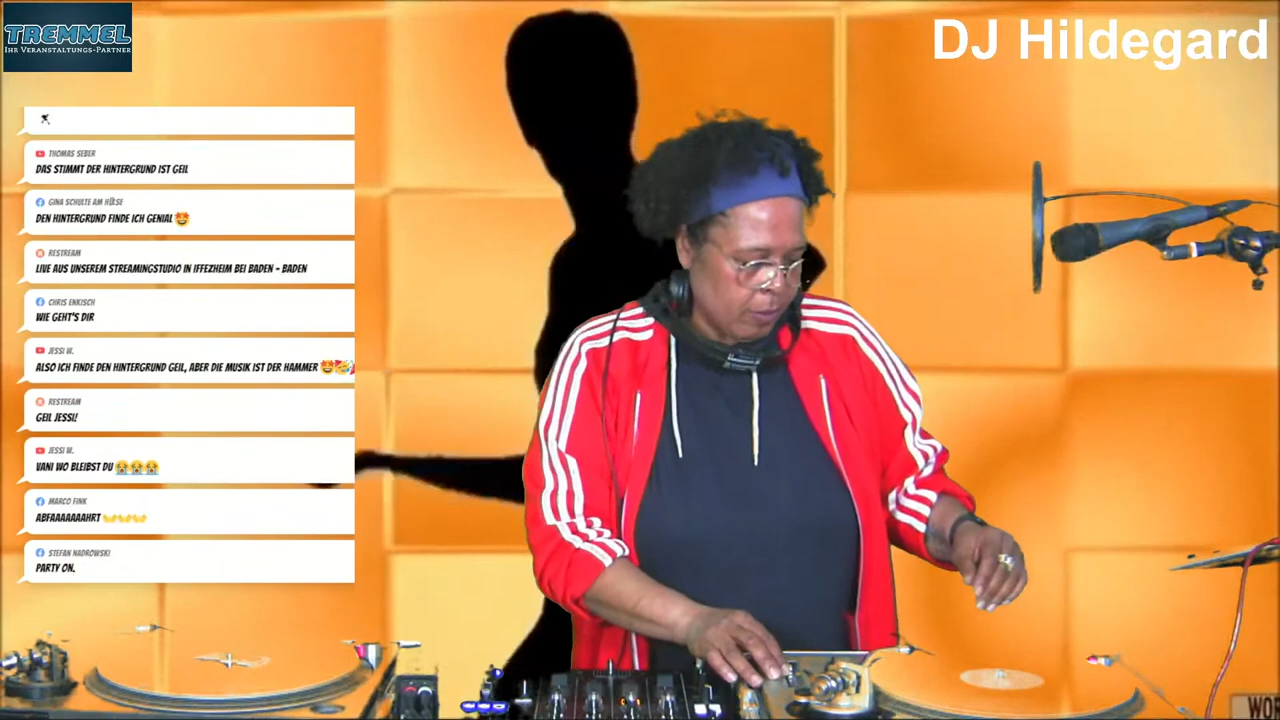 TREMMEL
IHR VERANSTALTUNGS-PARTNER
DJ Hildegard
THOMAS SEBER
DAS STIMMT DER HINTERGRUND IST GEIL
GINA SCHULTE AM HÜLSE
DEN HINTERGRUND FINDE ICH GENIAL 🤩
RESTREAM
LIVE AUS UNSEREM STREAMINGSTUDIO IN IFFEZHEIM BEI BADEN - BADEN
CHRIS ENKISCH
WIE GEHT'S DIR
JESSI W.
ALSO ICH FINDE DEN HINTERGRUND GEIL, ABER DIE MUSIK IST DER HAMMER 🤩🥳🎉
RESTREAM
GEIL JESSI!
JESSI W.
VANI WO BLEIBST DU 😭😭😭
MARCO FINK
ABFAAAAAAAHRT 👐👐👐
STEFAN NADROWSKI
PARTY ON.